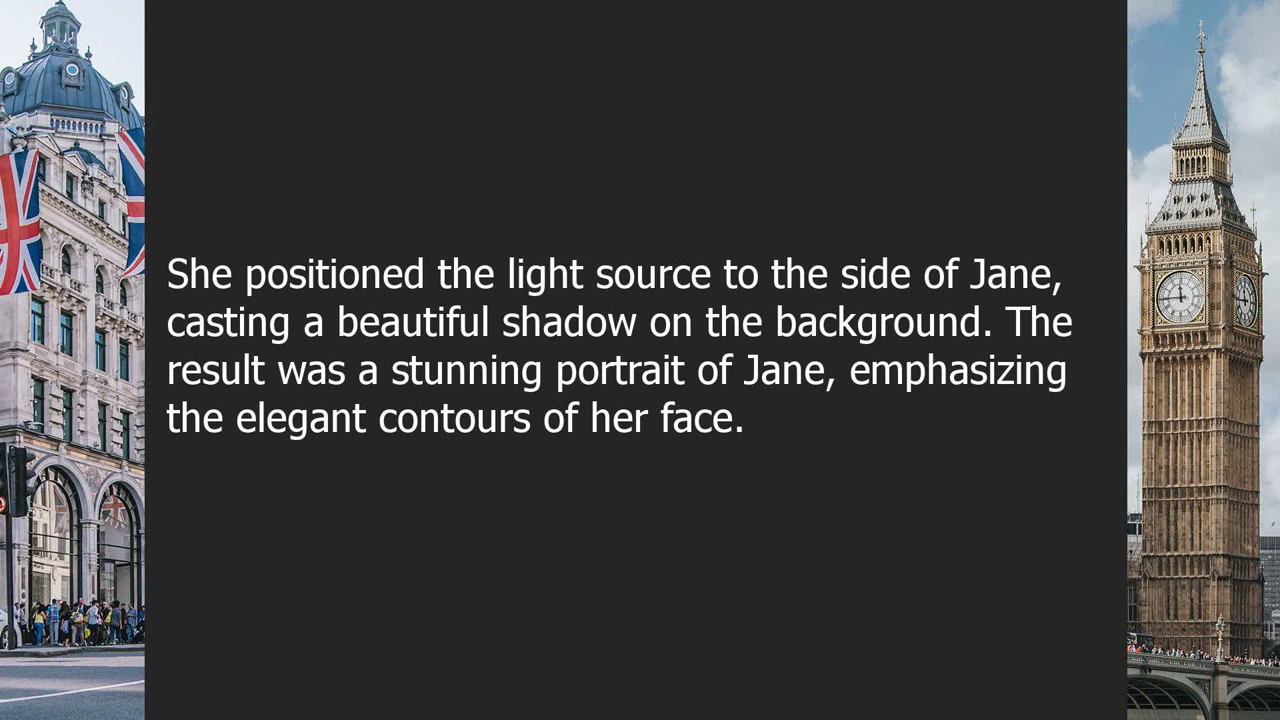 She positioned the light source to the side of Jane,
casting a beautiful shadow on the background. The
result was a stunning portrait of Jane, emphasizing
the elegant contours of her face.